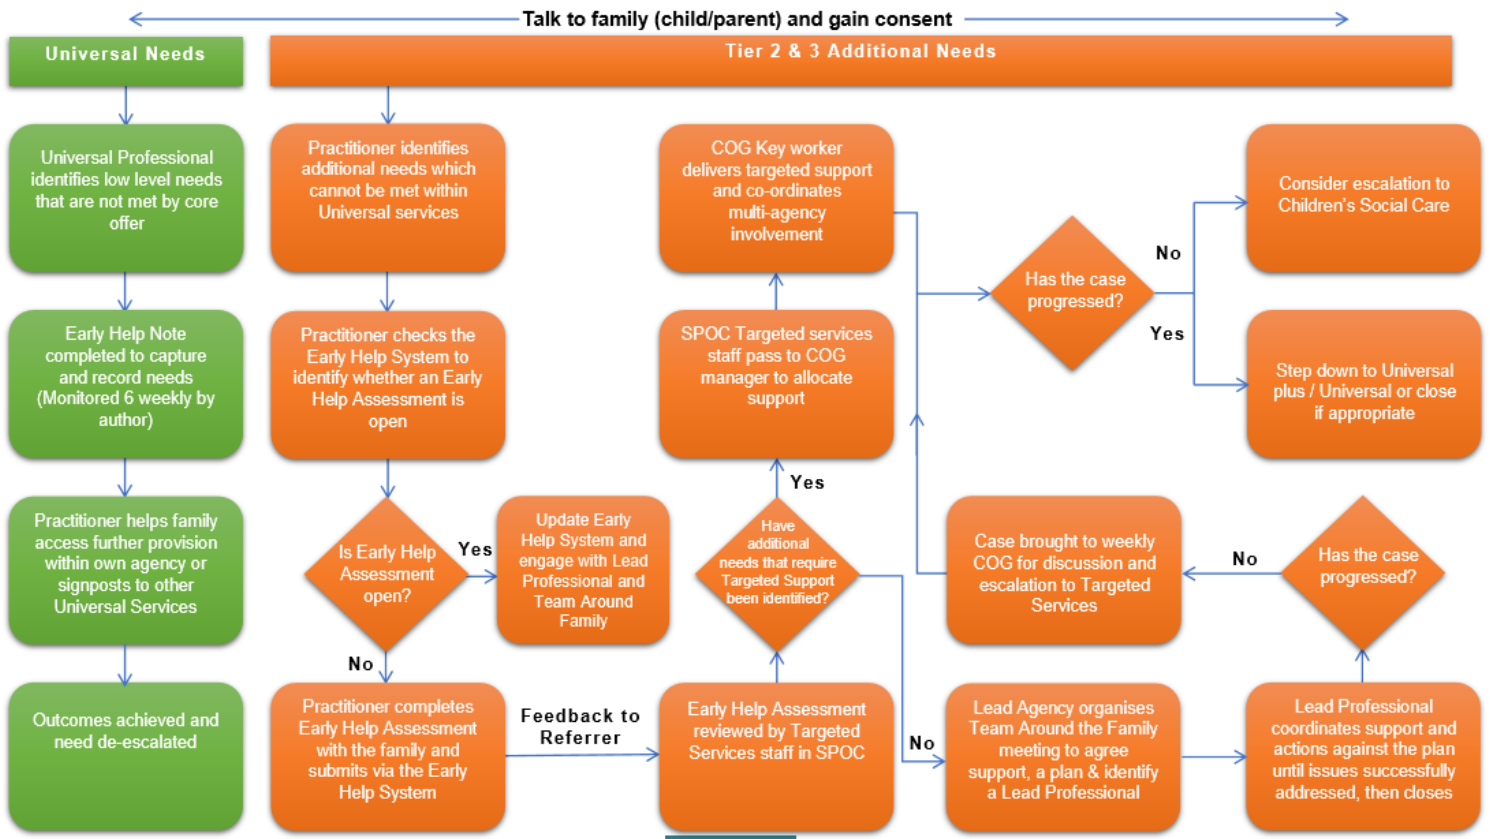 Talk to family (child/parent) and gain consent
Universal Needs
Tier 2 & 3 Additional Needs
Universal Professional
identifies low level needs
that are not met by core
offer
Early Help Note
completed to capture
and record needs
(Monitored 6 weekly by
author)
Practitioner helps family
access further provision
within own agency or
signposts to other
Universal Services
Outcomes achieved and
need de-escalated
Practitioner identifies
additional needs which
cannot be met within
Universal services
Practitioner checks the
Early Help System to
identify whether an Early
Help Assessment is
open
Is Early Help
Assessment
open?
Yes
Update Early
Help System and
engage with Lead
Professional and
Team Around
Family
No
Practitioner completes
Early Help Assessment
with the family and
submits via the Early
Help System
Feedback to
Referrer
Early Help Assessment
reviewed by Targeted
Services staff in SPOC
Have
additional
needs that require
Targeted Support
been identified?
Yes
SPOC Targeted services
staff pass to COG
manager to allocate
support
COG Key worker
delivers targeted support
and co-ordinates
multi-agency
involvement
No
Lead Agency organises
Team Around the Family
meeting to agree
support, a plan & identify
a Lead Professional
Lead Professional
coordinates support and
actions against the plan
until issues successfully
addressed, then closes
Has the case
progressed?
No
Case brought to weekly
COG for discussion and
escalation to Targeted
Services
Has the case
progressed?
No
Consider escalation to
Children's Social Care
Yes
Step down to Universal
plus / Universal or close
if appropriate